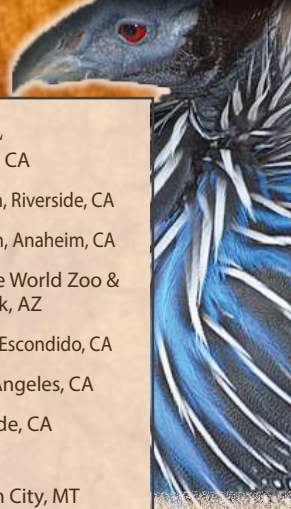 CA
, Riverside, CA
, Anaheim, CA
World Zoo &
, AZ
Escondido, CA
Angeles, CA
de, CA
City, MT